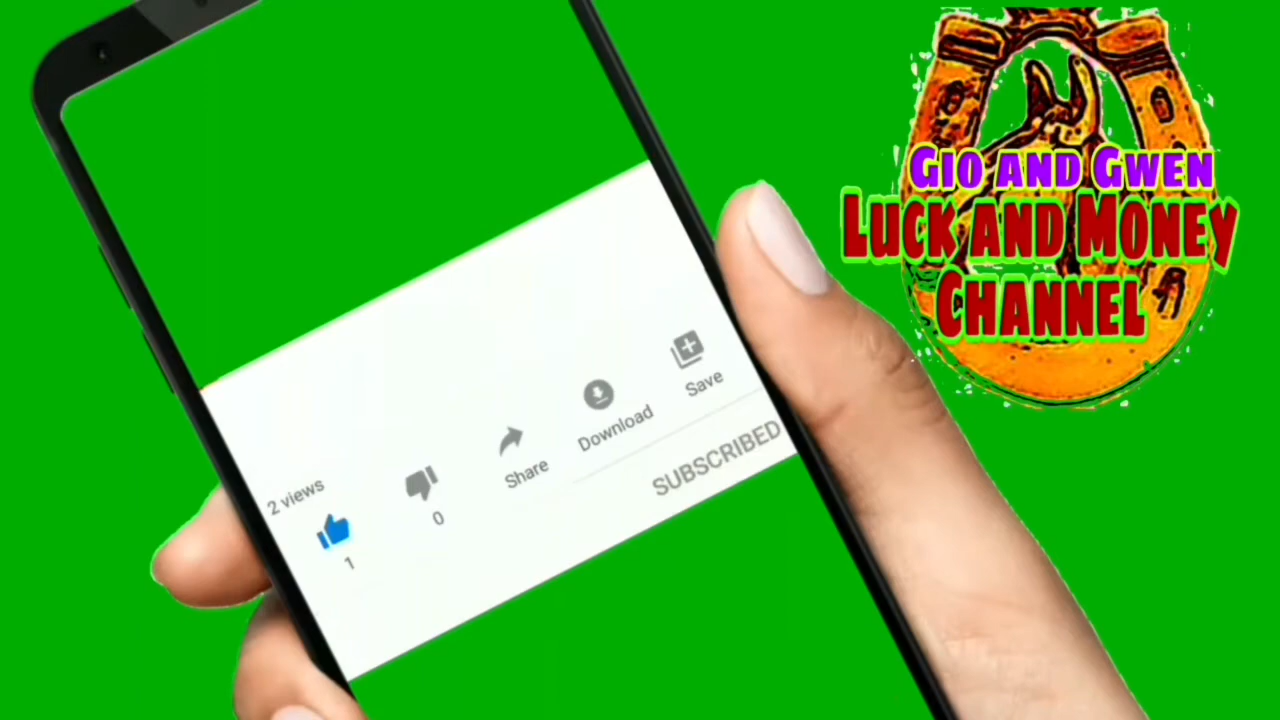 Gio and Gwen
Luck and Money
Channel
2 views
1
0
Share
Download
Save
SUBSCRIBED